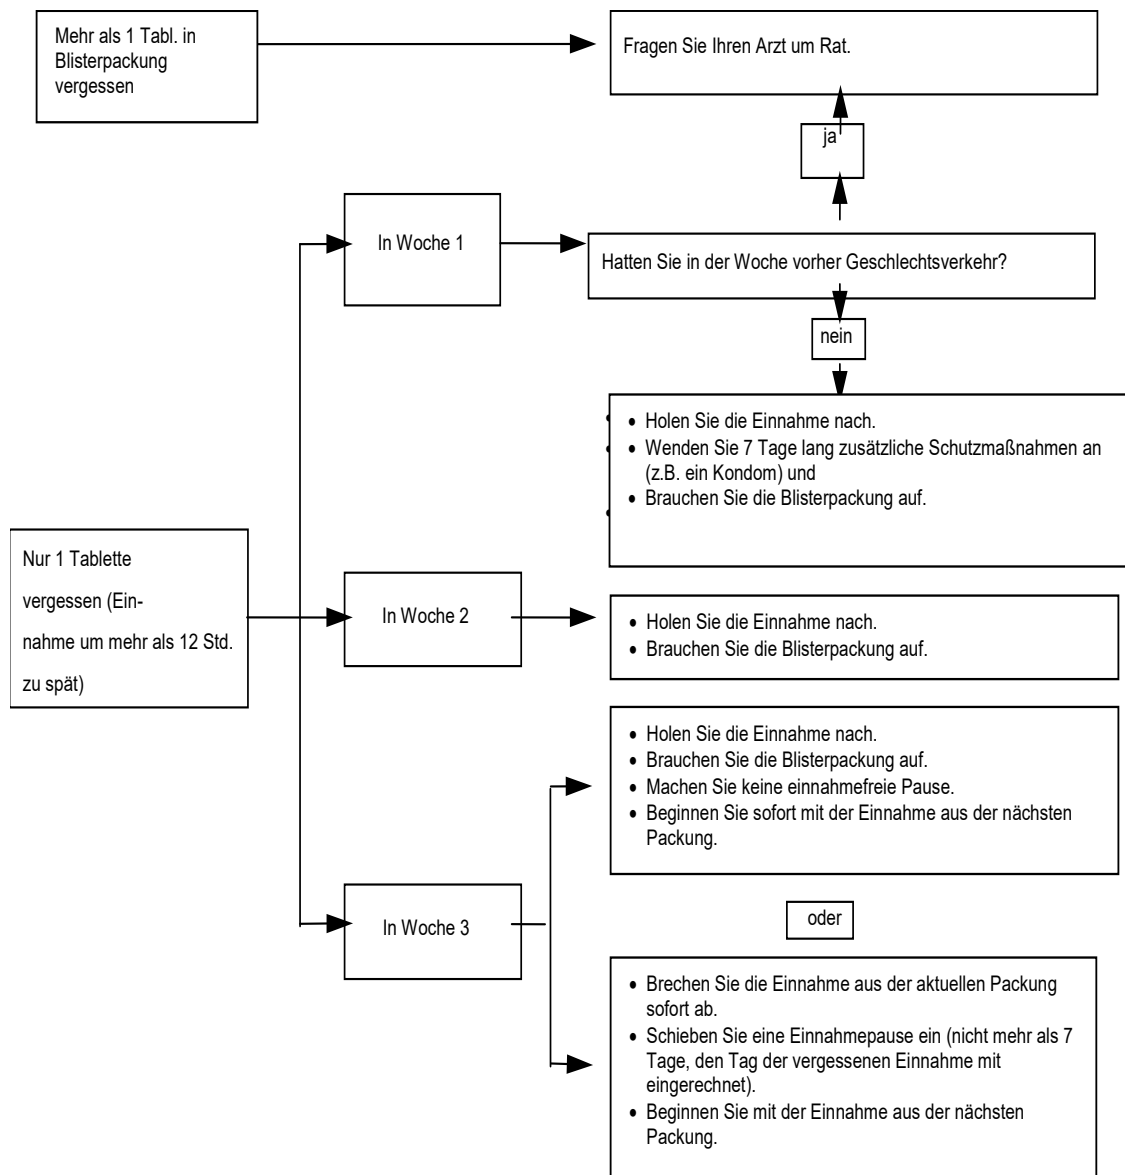 Mehr als 1 Tabl. in
Blisterpackung
vergessen
Fragen Sie Ihren Arzt um Rat.
ja
In Woche 1
Hatten Sie in der Woche vorher Geschlechtsverkehr?
nein
• Holen Sie die Einnahme nach.
• Wenden Sie 7 Tage lang zusätzliche Schutzmaßnahmen an
(z.B. ein Kondom) und
• Brauchen Sie die Blisterpackung auf.
Nur 1 Tablette
vergessen (Ein-
nahme um mehr als 12 Std.
zu spät)
In Woche 2
• Holen Sie die Einnahme nach.
• Brauchen Sie die Blisterpackung auf.
• Holen Sie die Einnahme nach.
• Brauchen Sie die Blisterpackung auf.
• Machen Sie keine einnahmefreie Pause.
• Beginnen Sie sofort mit der Einnahme aus der nächsten
Packung.
In Woche 3
oder
• Brechen Sie die Einnahme aus der aktuellen Packung
sofort ab.
• Schieben Sie eine Einnahmepause ein (nicht mehr als 7
Tage, den Tag der vergessenen Einnahme mit
eingerechnet).
• Beginnen Sie mit der Einnahme aus der nächsten
Packung.